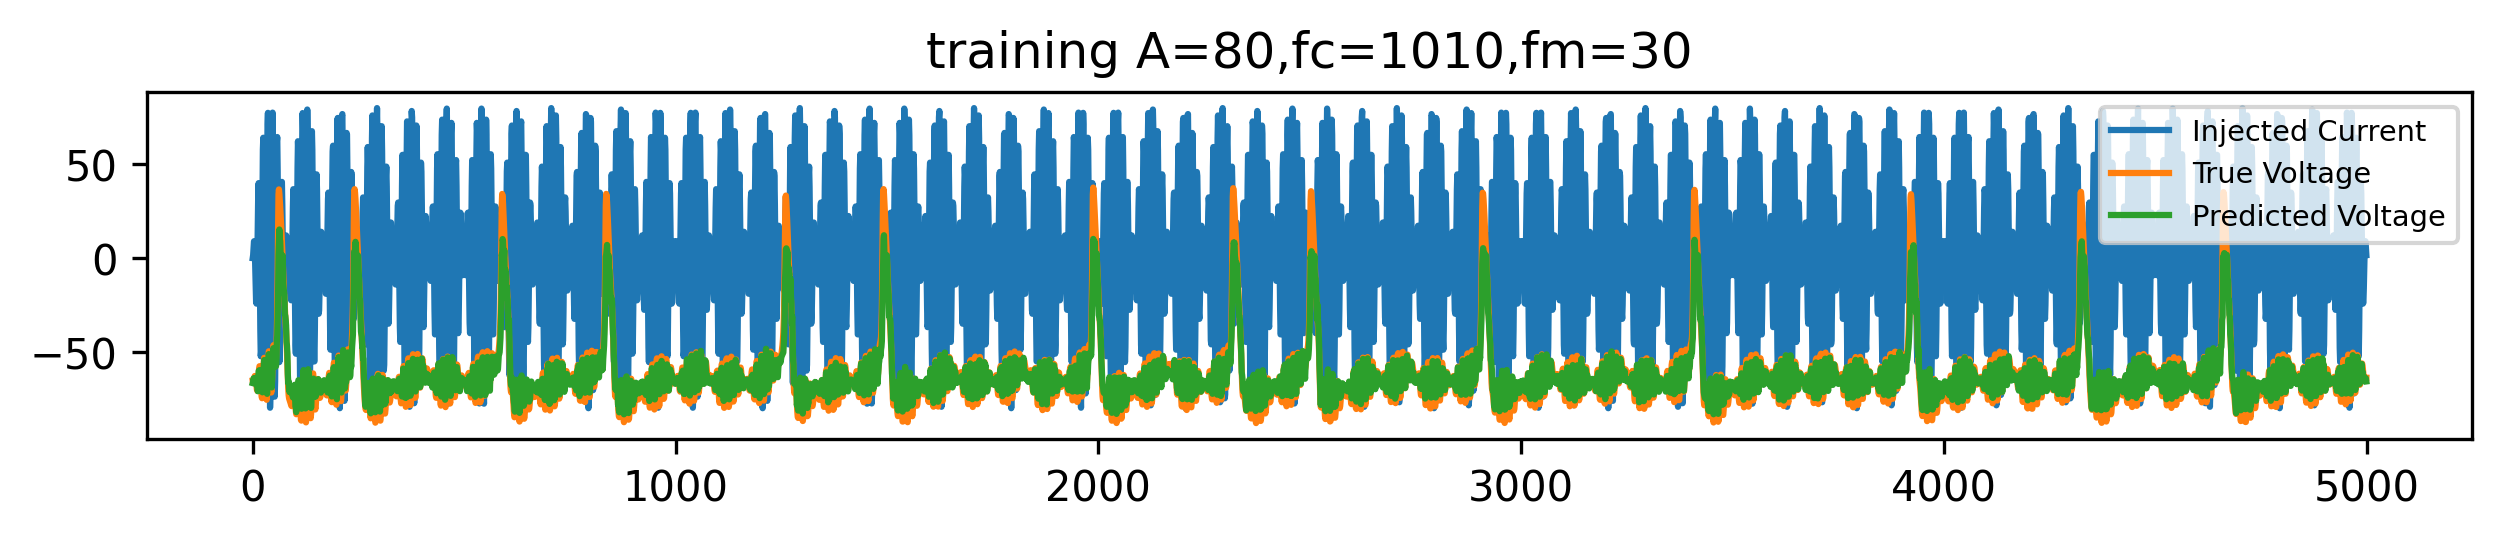 training A=80,fc=1010,fm=30
50
0
−50
Injected Current
True Voltage
Predicted Voltage
0 1000 2000 3000 4000 5000